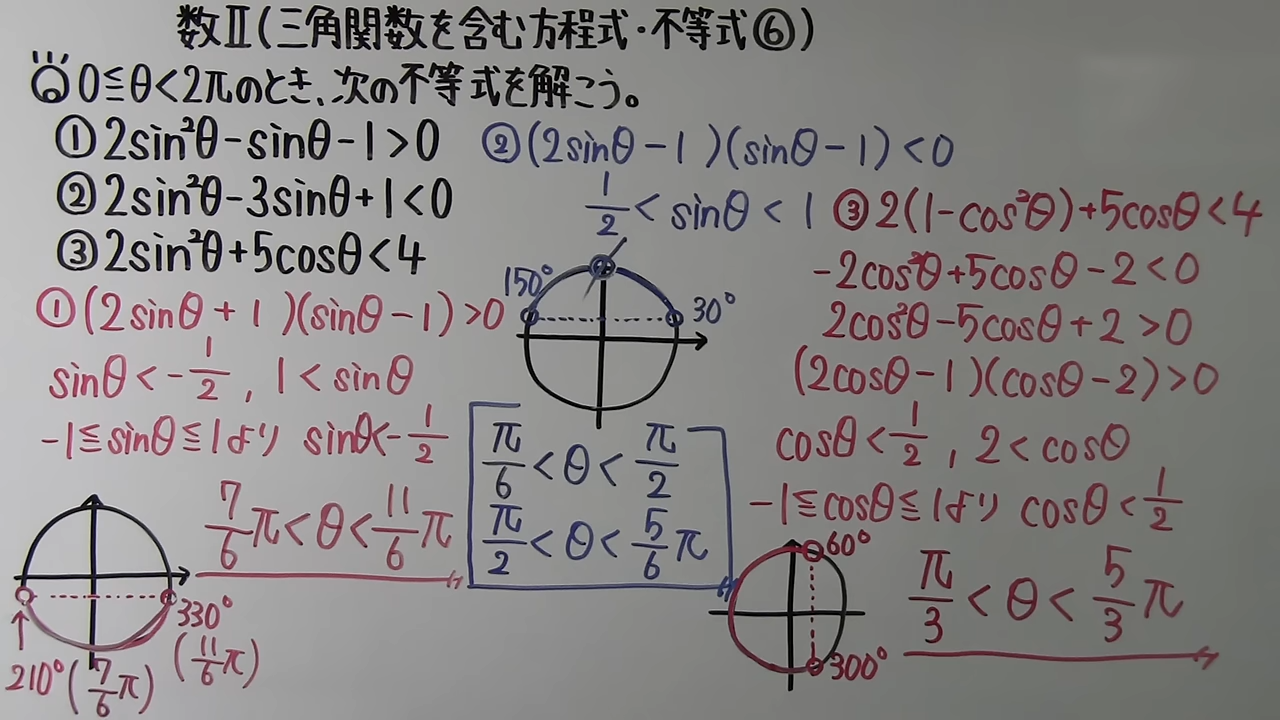 数Ⅱ(三角関数を含む方程式・不等式⑥)
0≦θ<2πのとき、次の不等式を解こう。
①2sin²θ-sinθ-1>0
②2sin²θ-3sinθ+1<0
③2sin²θ+5cosθ<4
①(2sinθ+1)(sinθ-1)>0
sinθ<-1/2, 1<sinθ
-1≦sinθ≦1より sinθ<-1/2
7/6π<θ<11/6π
330°
(11/6π)
210°(7/6π)
②(2sinθ-1)(sinθ-1)<0
1/2<sinθ<1
150°
30°
π/6<θ<π/2
π/2<θ<5/6π
③2(1-cos²θ)+5cosθ<4
-2cos²θ+5cosθ-2<0
2cos²θ-5cosθ+2>0
(2cosθ-1)(cosθ-2)>0
cosθ<1/2, 2<cosθ
-1≦cosθ≦1より cosθ<1/2
60°
π/3<θ<5/3π
300°